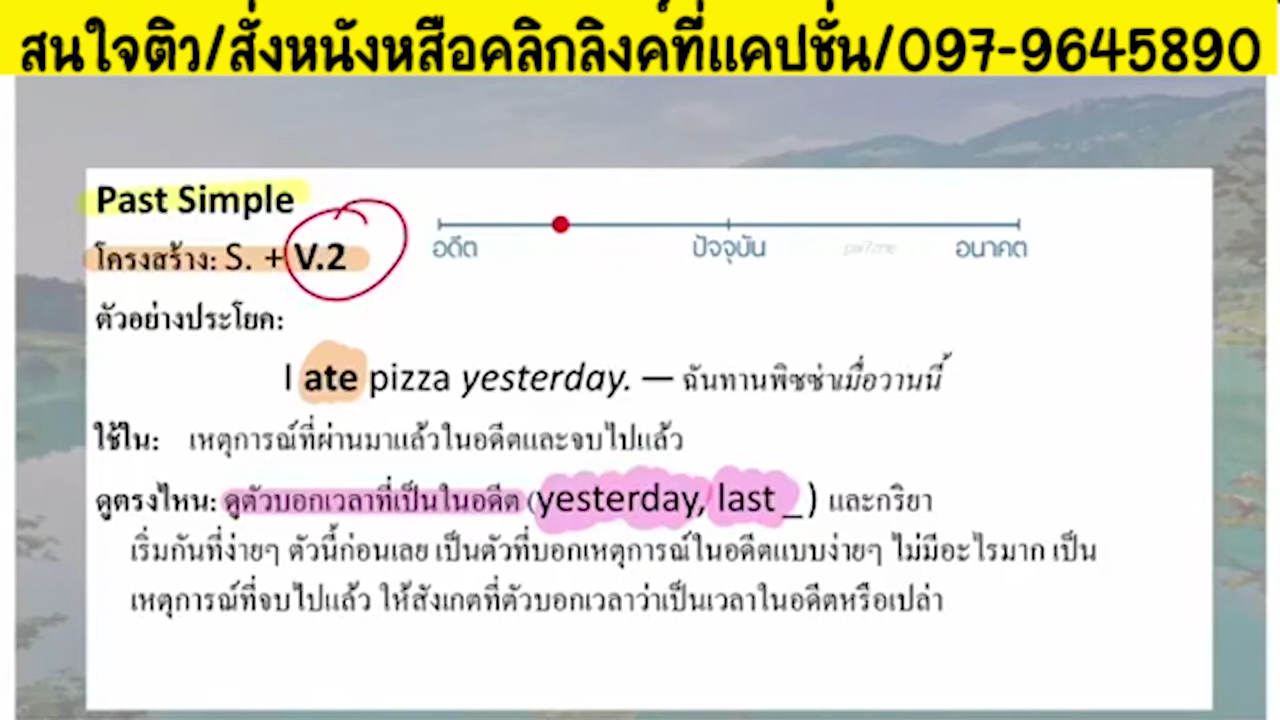 สนใจติว/สั่งหนังหสือคลิกลิงค์ที่แคปชั่น/097-9645890
Past Simple
โครงสร้าง: S. + V.2
อดีต ปัจจุบัน อนาคต
ตัวอย่างประโยค:
I ate pizza yesterday. — ฉันทานพิซซ่าเมื่อวานนี้
ใช้ใน: เหตุการณ์ที่ผ่านมาแล้วในอดีตและจบไปแล้ว
ดูตรงไหน: ดูตัวบอกเวลาที่เป็นในอดีต (yesterday, last _ ) และกริยา
เริ่มกันที่ง่ายๆ ตัวนี้ก่อนเลย เป็นตัวที่บอกเหตุการณ์ในอดีตแบบง่ายๆ ไม่มีอะไรมาก เป็น
เหตุการณ์ที่จบไปแล้ว ให้สังเกตที่ตัวบอกเวลาว่าเป็นเวลาในอดีตหรือเปล่า